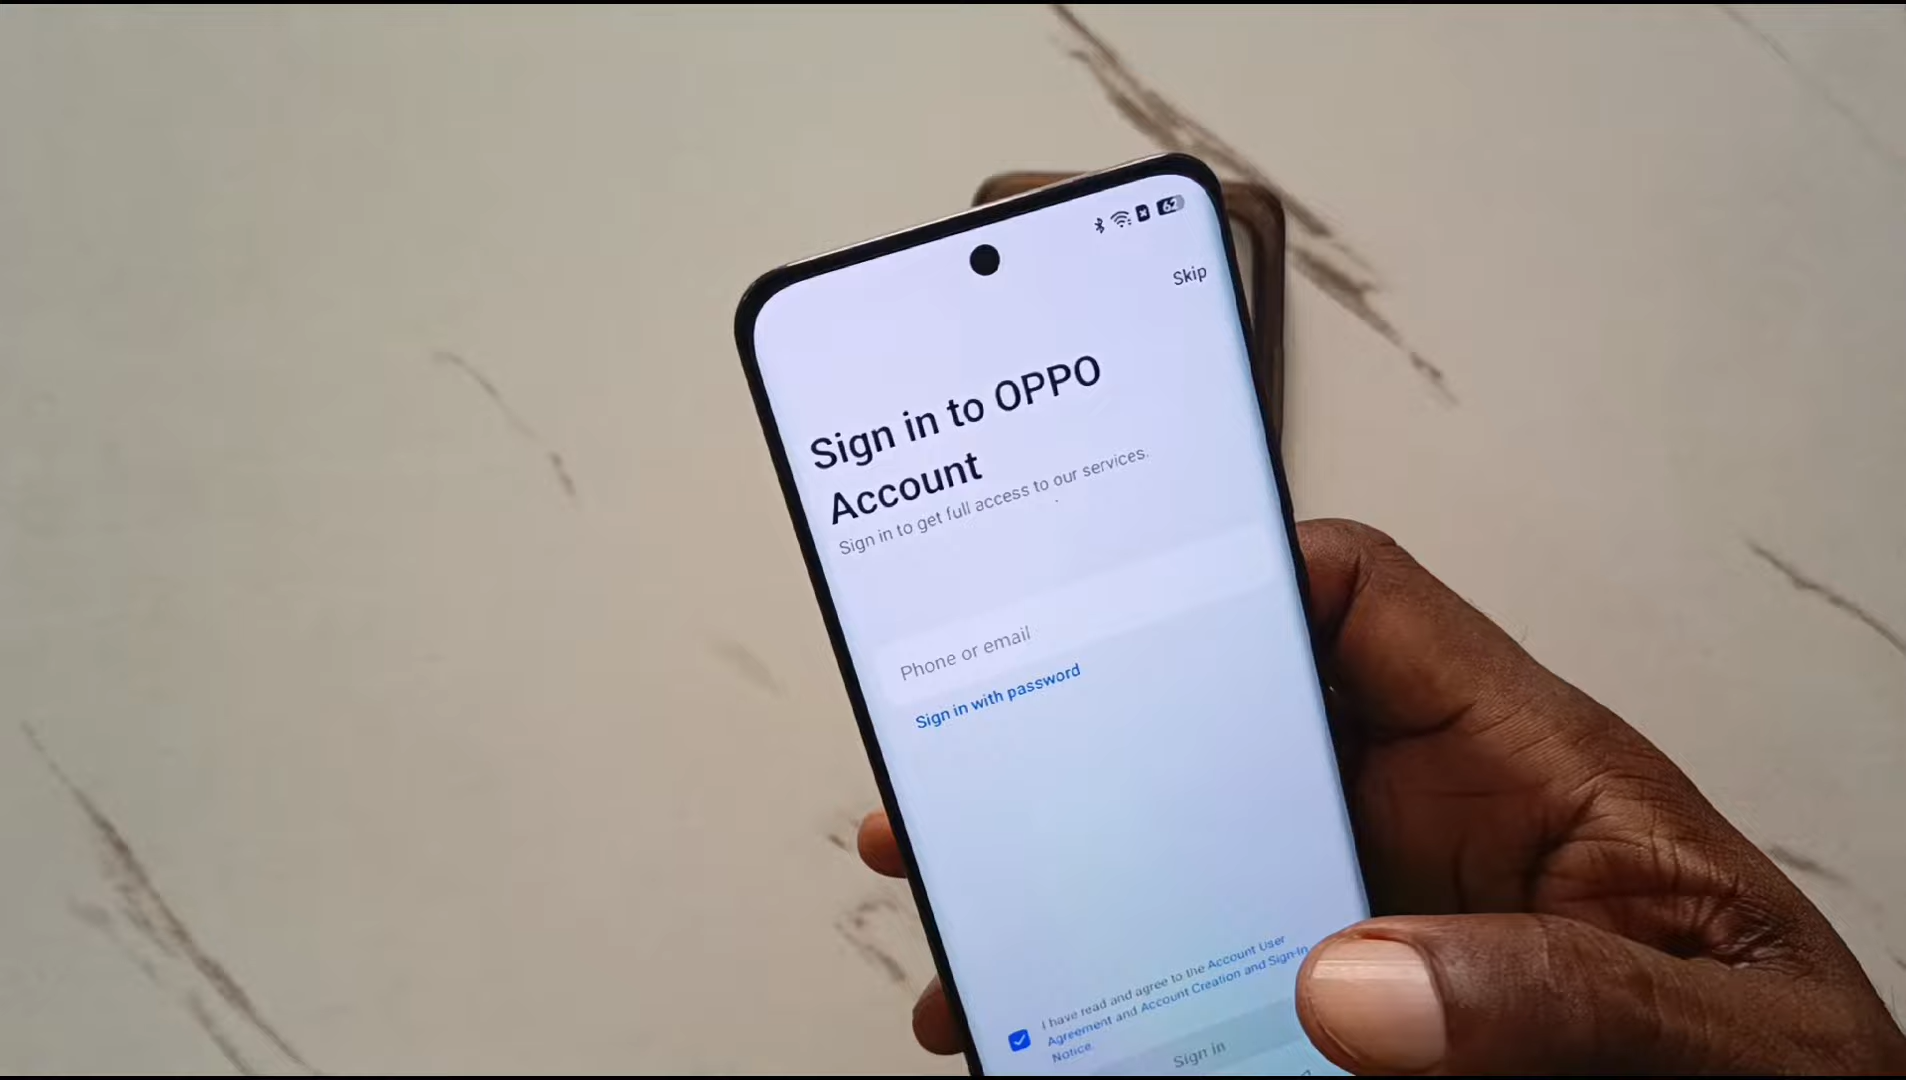 62
Skip
Sign in to OPPO
Account
Sign in to get full access to our services.
Phone or email
Sign in with password
I have read and agree to the Account User
Agreement and Account Creation and Sign-In
Notice.
Sign in